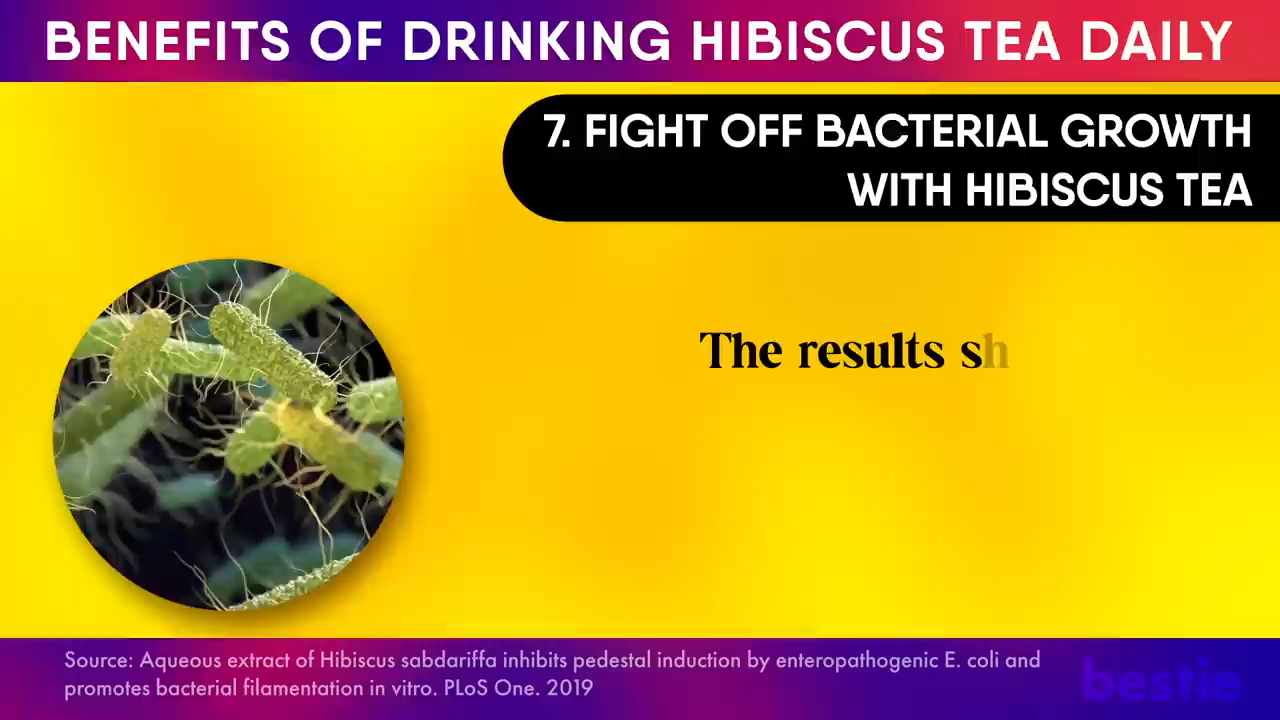 BENEFITS OF DRINKING HIBISCUS TEA DAILY
7. FIGHT OFF BACTERIAL GROWTH
WITH HIBISCUS TEA
The results sh
Source: Aqueous extract of Hibiscus sabdariffa inhibits pedestal induction by enteropathogenic E. coli and
promotes bacterial filamentation in vitro. PLoS One. 2019
bestie